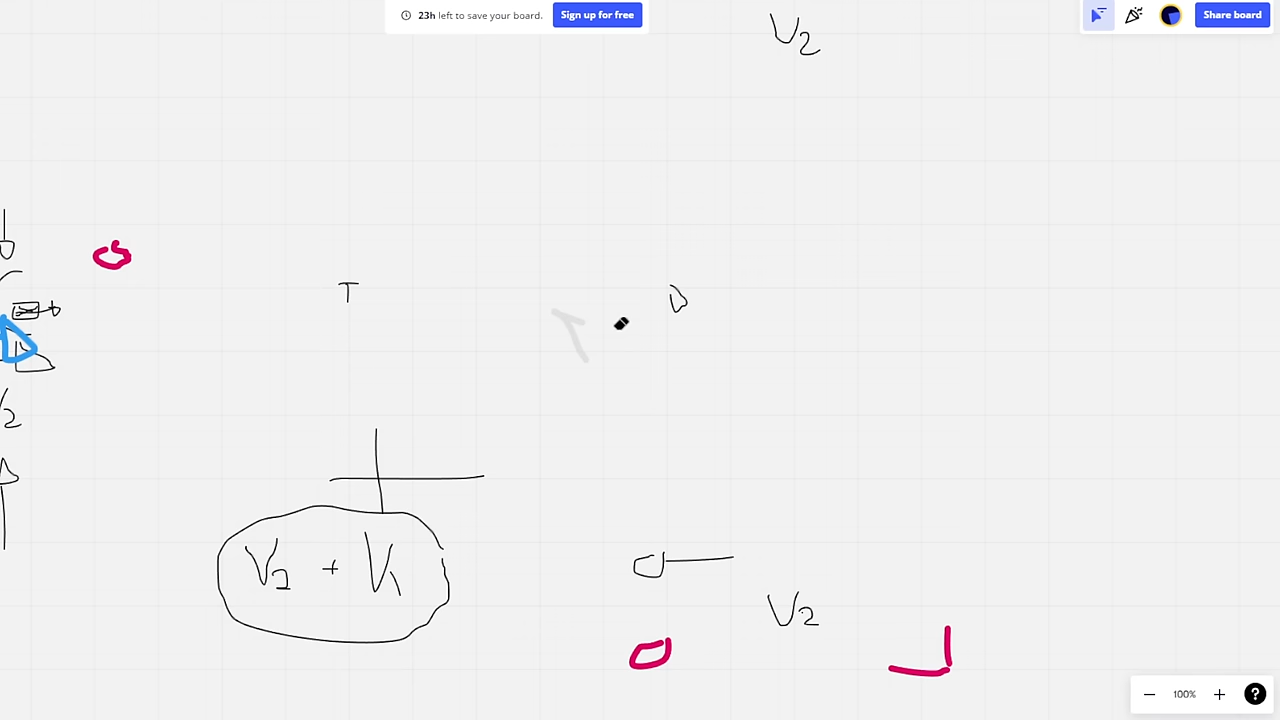 23h left to save your board.
Sign up for free
Share board
V2
T
D
V2 + V1
V2
100%